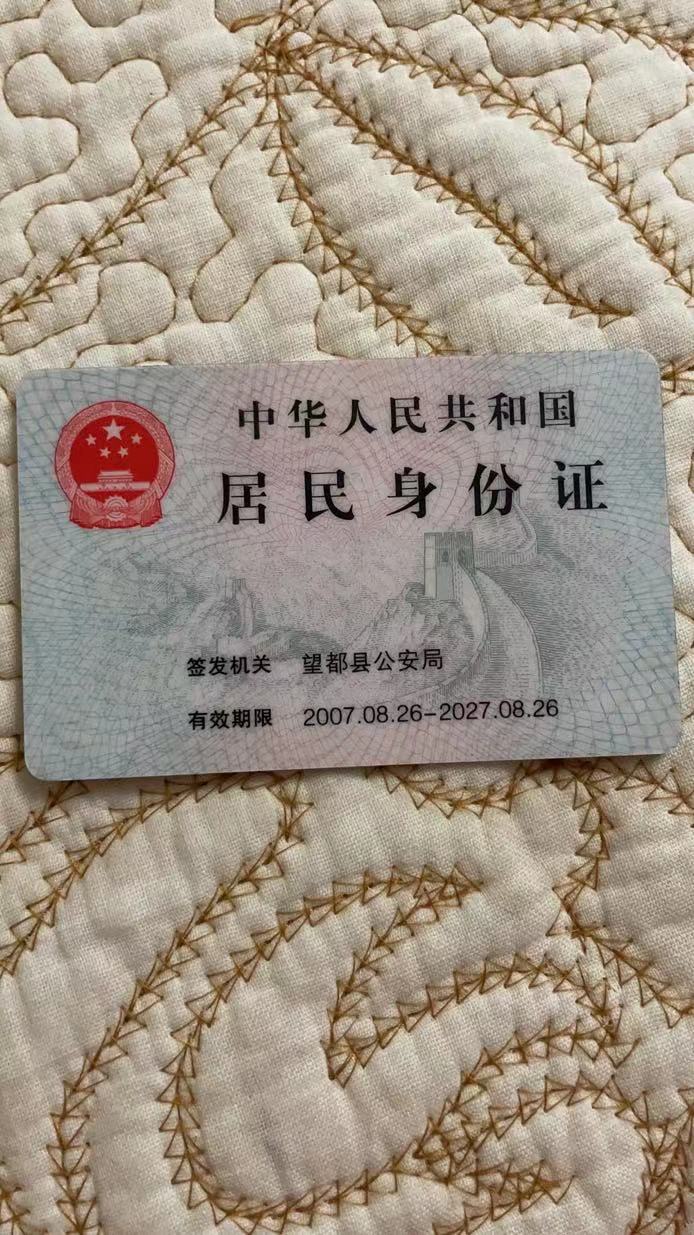 中华人民共和国
居民身份证
签发机关 望都县公安局
有效期限 2007.08.26-2027.08.26